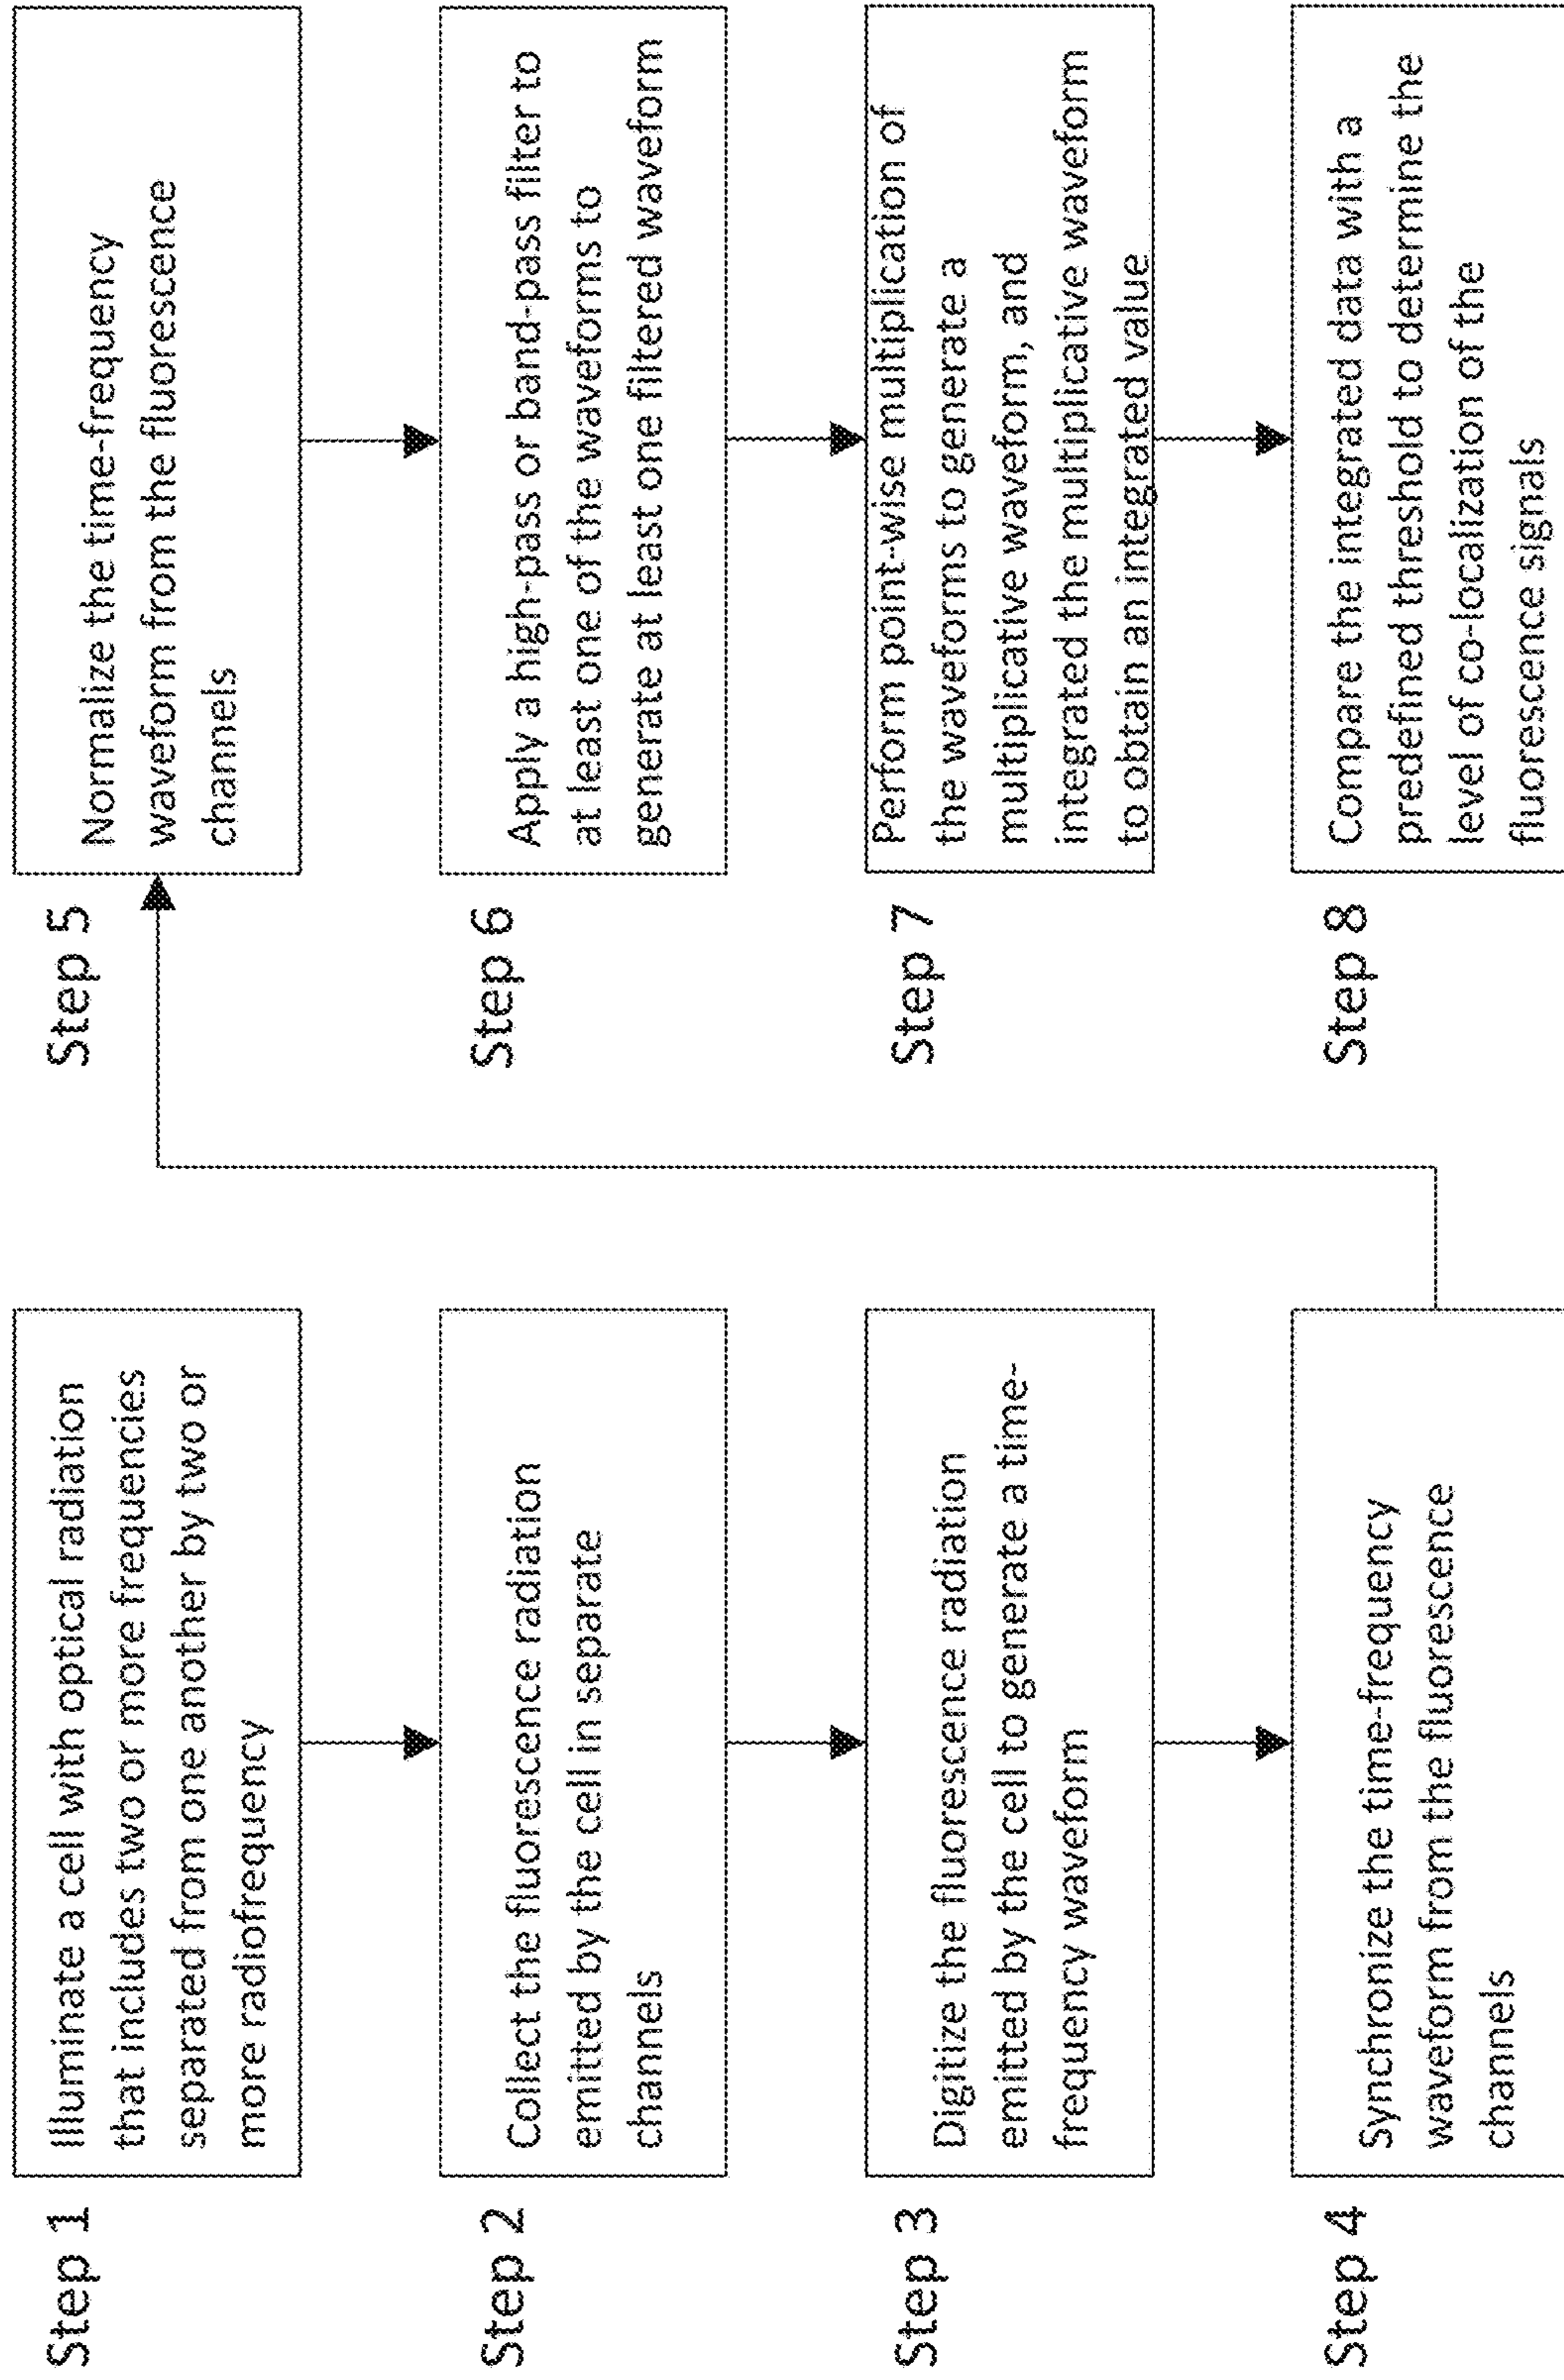 Step 1
Illuminate a cell with optical radiation
that includes two or more frequencies
separated from one another by two or
more radiofrequency
Step 2
Collect the fluorescence radiation
emitted by the cell in separate
channels
Step 3
Digitize the fluorescence radiation
emitted by the cell to generate a time-
frequency waveform
Step 4
Synchronize the time-frequency
waveform from the fluorescence
channels
Step 5
Normalize the time-frequency
waveform from the fluorescence
channels
Step 6
Apply a high-pass or band-pass filter to
at least one of the waveforms to
generate at least one filtered waveform
Step 7
Perform point-wise multiplication of
the waveforms to generate a
multiplicative waveform, and
integrated the multiplicative waveform
to obtain an integrated value
Step 8
Compare the integrated data with a
predefined threshold to determine the
level of co-localization of the
fluorescence signals